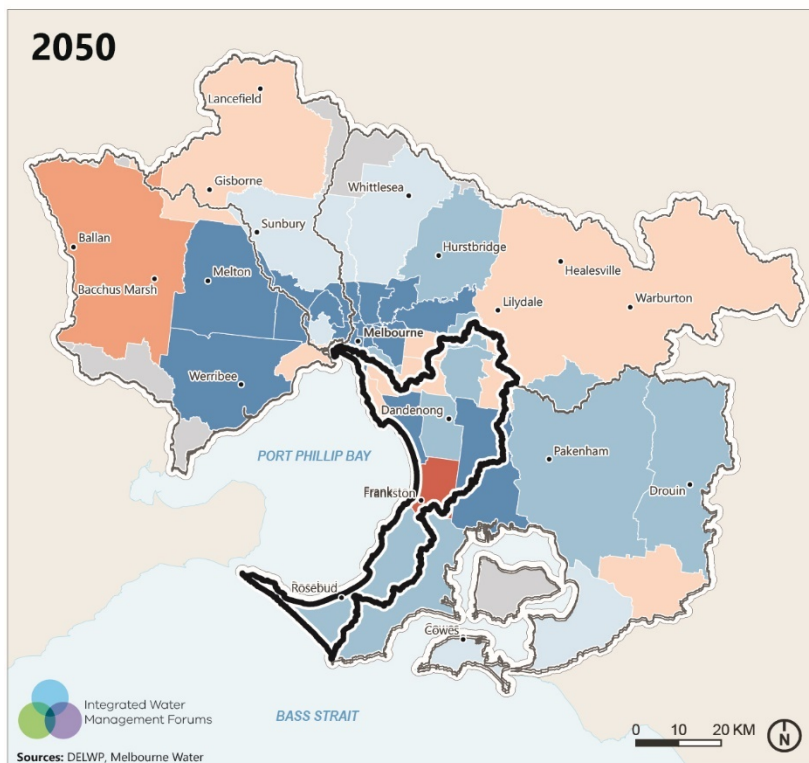 2050
Lancefield
Gisborne
Whittlesea
Sunbury
Ballan
Hurstbridge
Melton
Healesville
Bacchus Marsh
Lilydale
Warburton
Melbourne
Werribee
Dandenong
PORT PHILLIP BAY
Pakenham
Drouin
Frankston
Rosebud
Cowes
Integrated Water
Management Forums
BASS STRAIT
0 10 20 KM
N
Sources: DELWP, Melbourne Water